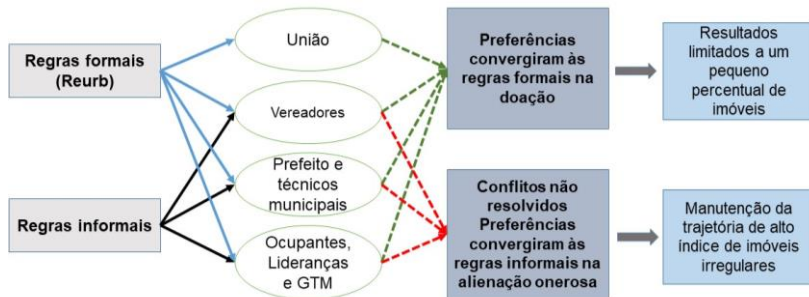 Regras formais
(Reurb)
Regras informais
União
Vereadores
Prefeito e
técnicos
municipais
Ocupantes,
Lideranças
e GTM
Preferências
convergiram às
regras formais na
doação
Conflitos não
resolvidos
Preferências
convergiram às
regras informais na
alienação onerosa
Resultados
limitados a um
pequeno
percentual de
imóveis
Manutenção da
trajetória de alto
índice de imóveis
irregulares